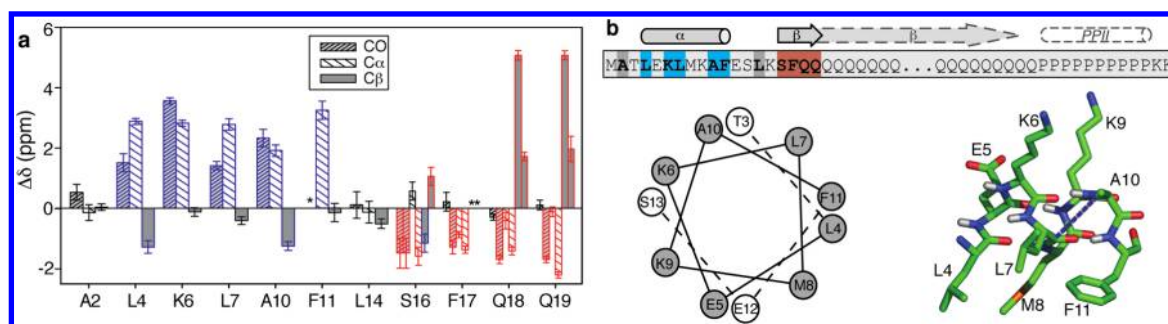 a
6
4
2
0
-2
Δδ (ppm)
CO
Cα
Cβ
*
**
A2 L4 K6 L7 A10 F11 L14 S16 F17 Q18 Q19
b
α β β PPII
MATLEKLMKAFESLKSFQQQQQQQQQ...QQQQQQQQQPPPPPPPPPPKK
A10 T3 L7
K6
S13 F11
L4
K9 M8
E5 E12
K6 K9
E5
A10
L4 L7
M8 F11